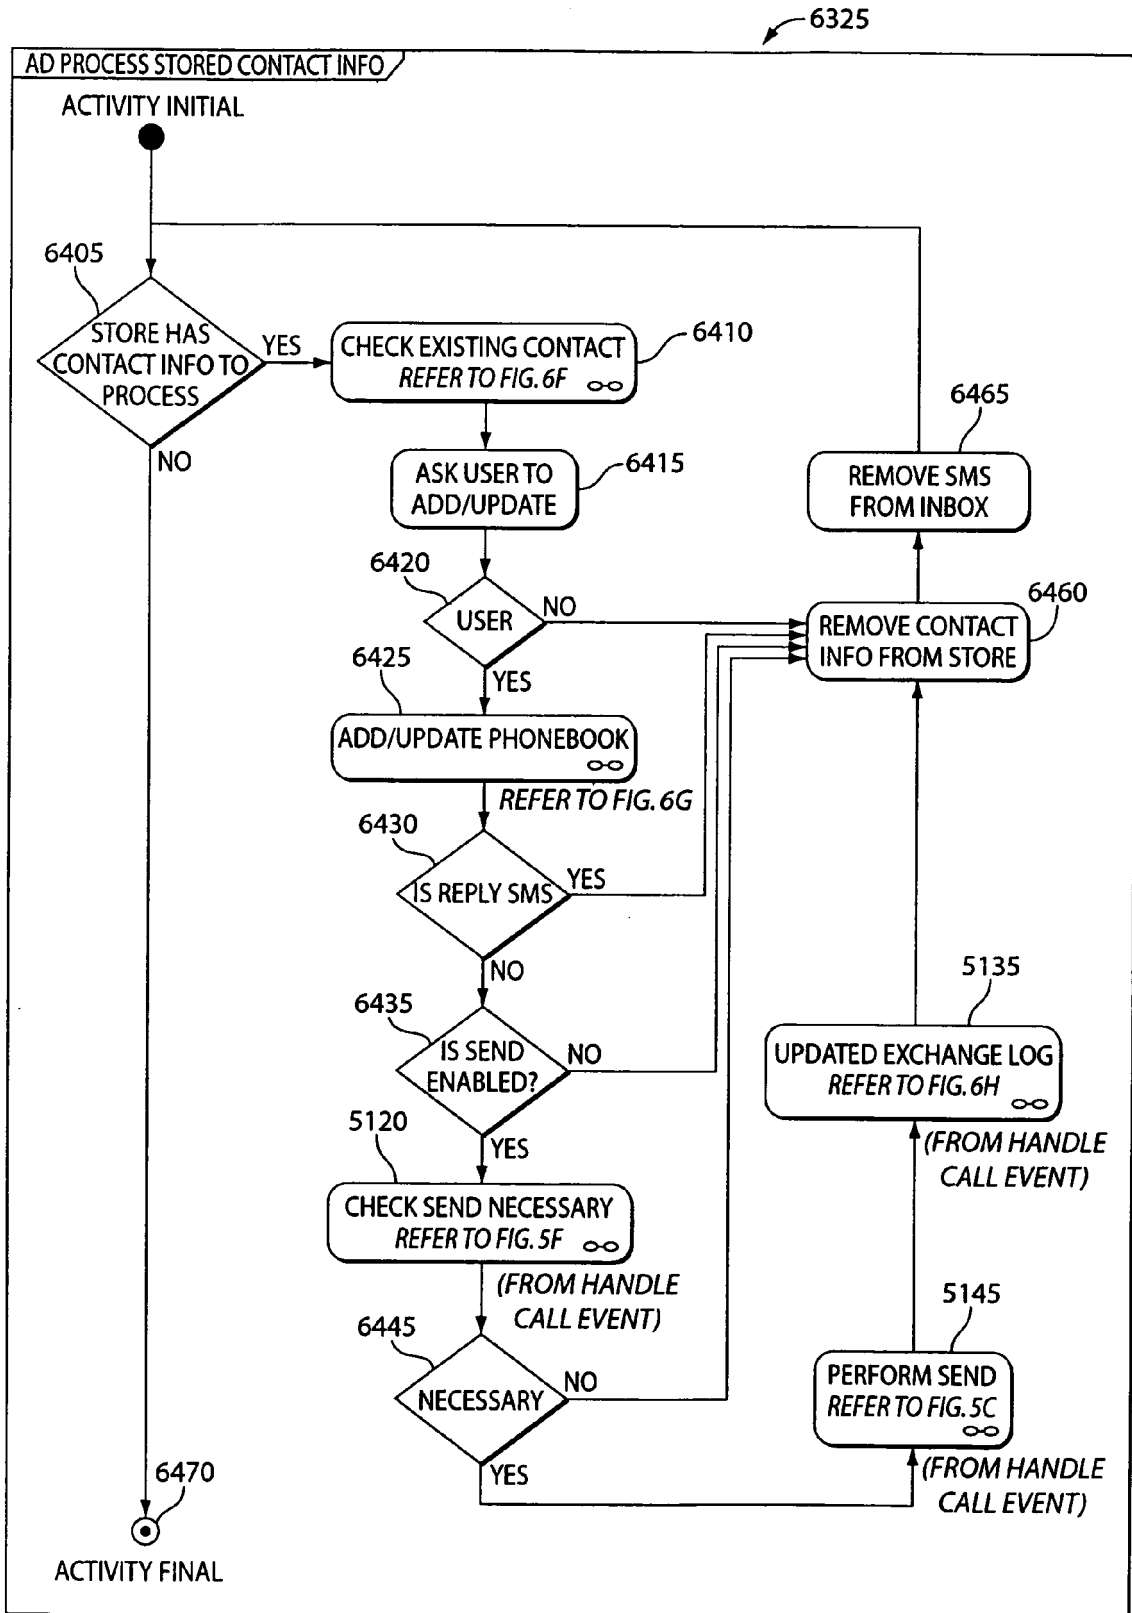 6325
AD PROCESS STORED CONTACT INFO
ACTIVITY INITIAL
6405
STORE HAS
CONTACT INFO TO
PROCESS
YES
NO
CHECK EXISTING CONTACT
REFER TO FIG. 6F
6410
ASK USER TO
ADD/UPDATE
6415
6465
REMOVE SMS
FROM INBOX
6420
USER
NO
YES
6460
REMOVE CONTACT
INFO FROM STORE
6425
ADD/UPDATE PHONEBOOK
REFER TO FIG. 6G
6430
IS REPLY SMS
YES
NO
6435
IS SEND
ENABLED?
NO
YES
5135
UPDATED EXCHANGE LOG
REFER TO FIG. 6H
(FROM HANDLE
CALL EVENT)
5120
CHECK SEND NECESSARY
REFER TO FIG. 5F
(FROM HANDLE
CALL EVENT)
6445
NECESSARY
NO
YES
5145
PERFORM SEND
REFER TO FIG. 5C
(FROM HANDLE
CALL EVENT)
6470
ACTIVITY FINAL